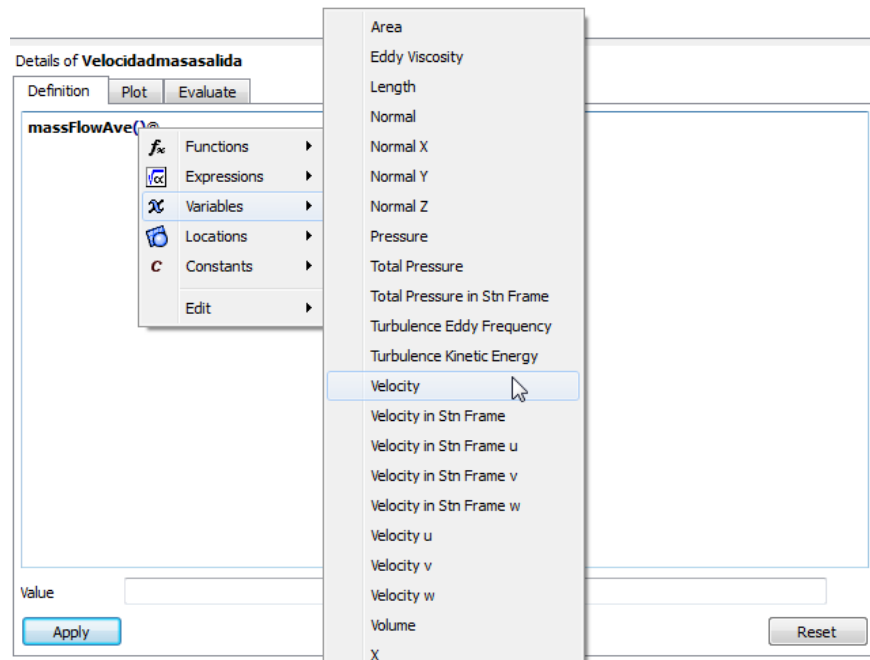 Details of Velocidadmasasalida
Definition
Plot
Evaluate
massFlowAve()@
Functions
Expressions
Variables
Locations
C Constants
Edit
Area
Eddy Viscosity
Length
Normal
Normal X
Normal Y
Normal Z
Pressure
Total Pressure
Total Pressure in Stn Frame
Turbulence Eddy Frequency
Turbulence Kinetic Energy
Velocity
Velocity in Stn Frame
Velocity in Stn Frame u
Velocity in Stn Frame v
Velocity in Stn Frame w
Velocity u
Velocity v
Velocity w
Volume
X
Value
Apply
Reset